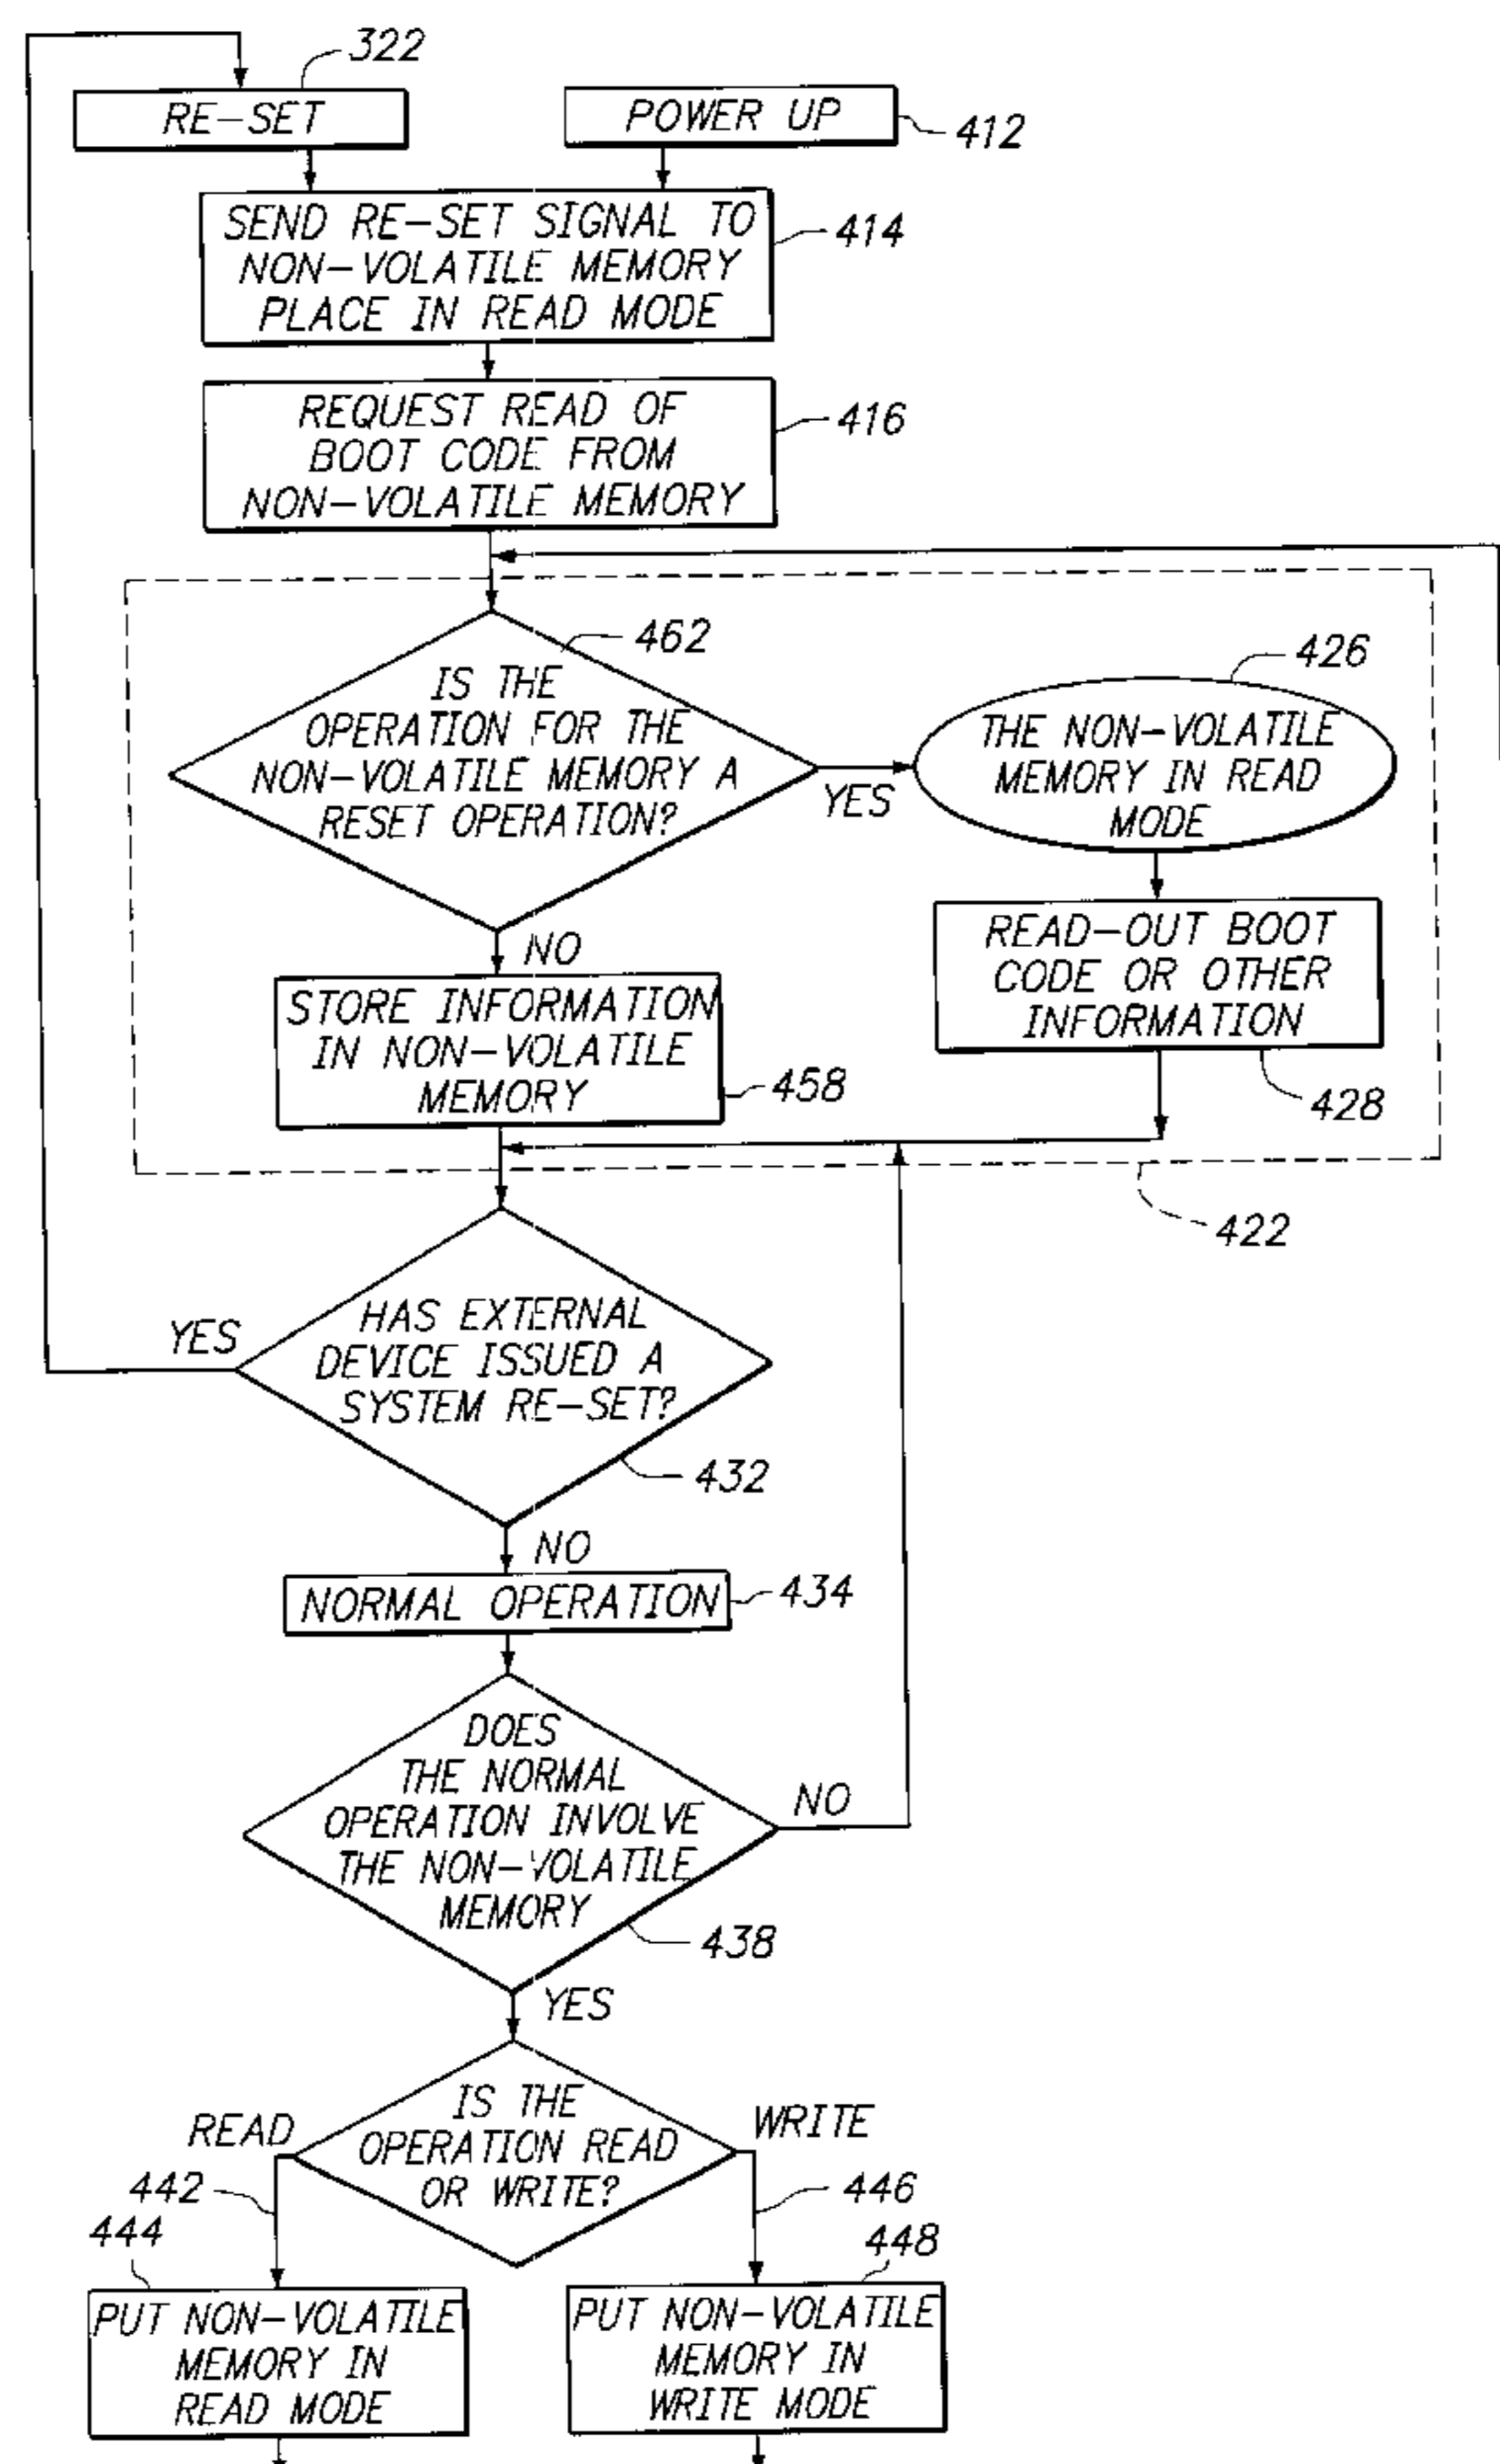 322
RE-SET
POWER UP
412
SEND RE-SET SIGNAL TO
NON-VOLATILE MEMORY
PLACE IN READ MODE
414
REQUEST READ OF
BOOT CODE FROM
NON-VOLATILE MEMORY
416
462
IS THE
OPERATION FOR THE
NON-VOLATILE MEMORY A
RESET OPERATION?
YES
426
THE NON-VOLATILE
MEMORY IN READ
MODE
NO
READ-OUT BOOT
CODE OR OTHER
INFORMATION
428
STORE INFORMATION
IN NON-VOLATILE
MEMORY
458
422
HAS EXTERNAL
DEVICE ISSUED A
SYSTEM RE-SET?
YES
432
NO
NORMAL OPERATION
434
DOES
THE NORMAL
OPERATION INVOLVE
THE NON-VOLATILE
MEMORY
NO
438
YES
IS THE
OPERATION READ
OR WRITE?
READ
WRITE
442
446
444
448
PUT NON-VOLATILE
MEMORY IN
READ MODE
PUT NON-VOLATILE
MEMORY IN
WRITE MODE